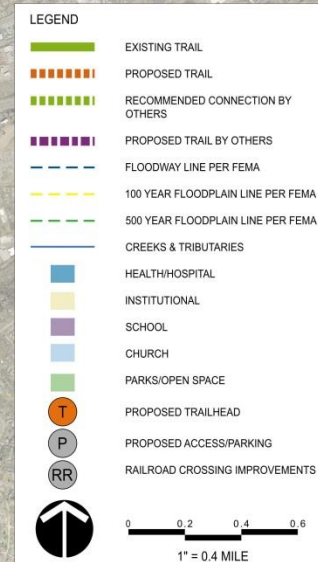 LEGEND
EXISTING TRAIL
PROPOSED TRAIL
RECOMMENDED CONNECTION BY
OTHERS
PROPOSED TRAIL BY OTHERS
FLOODWAY LINE PER FEMA
100 YEAR FLOODPLAIN LINE PER FEMA
500 YEAR FLOODPLAIN LINE PER FEMA
CREEKS & TRIBUTARIES
HEALTH/HOSPITAL
INSTITUTIONAL
SCHOOL
CHURCH
PARKS/OPEN SPACE
T PROPOSED TRAILHEAD
P PROPOSED ACCESS/PARKING
RR RAILROAD CROSSING IMPROVEMENTS
0 0.2 0.4 0.6
1" = 0.4 MILE